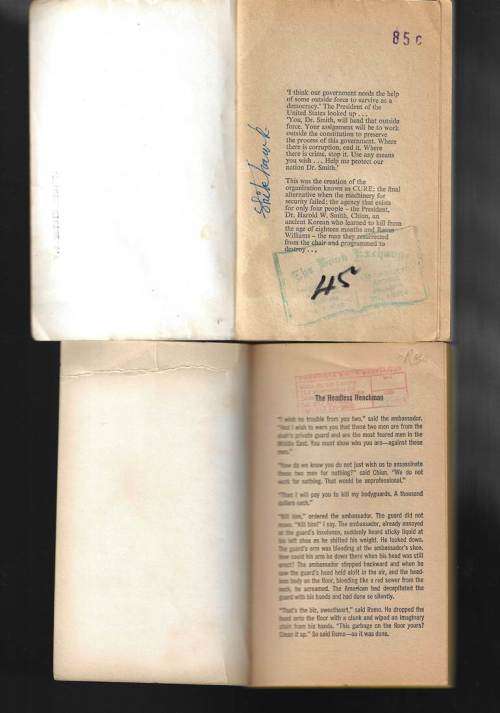 85c
'I think our government needs the help
of some outside force to survive as a
democracy.' The President of the
United States looked up . . .
'You, Dr. Smith, will head that outside
force. Your assignment will be to work
outside the constitution to preserve
the process of this government. Where
there is corruption, end it. Where
there is crime, stop it. Use any means
you wish . . . Help me protect our
nation Dr. Smith.'
This was the creation of the
organization known as CURE; the final
alternative when the machinery for
security failed; the agency that exists
for only four people – the President,
Dr. Harold W. Smith, Chiun, an
ancient Korean who learned to kill from
the age of eighteen months and Remo
Williams – the man they resurrected
from the chair and programmed to
destroy . . .
The Book Exchange
45
The Headless Henchman
"I wish no trouble from you two," said the ambassador,
"but I wish to warn you that these two men are from the
shah's private guard and are the most feared men in the
Middle East. You must show who you are—against these
men."
"How do we know you do not just wish us to assassinate
these two men for nothing?" said Chiun. "We do not
work for nothing. That would be unprofessional."
"Then I will pay you to kill my bodyguards. A thousand
dollars each."
"Kill him," ordered the ambassador. The guard did not
move. "Kill him!" I say. The ambassador, already annoyed
at the guard's insolence, suddenly heard sticky liquid at
his left shoe as he shifted his weight. He looked down.
The guard's arm was bleeding at the ambassador's shoe.
How could his arm be down there when his head was still
erect? The ambassador stepped backward and when he
saw the guard's head held aloft in the air, and the head-
less body on the floor, bleeding like a red sewer from the
neck, he screamed. The American had decapitated the
guard with his hands and had done so silently.
"That's the biz, sweetheart," said Remo. He dropped the
head onto the floor with a clunk and wiped an imaginary
stain from his hands. "This garbage on the floor yours?
Clean it up." So said Remo—so it was done.